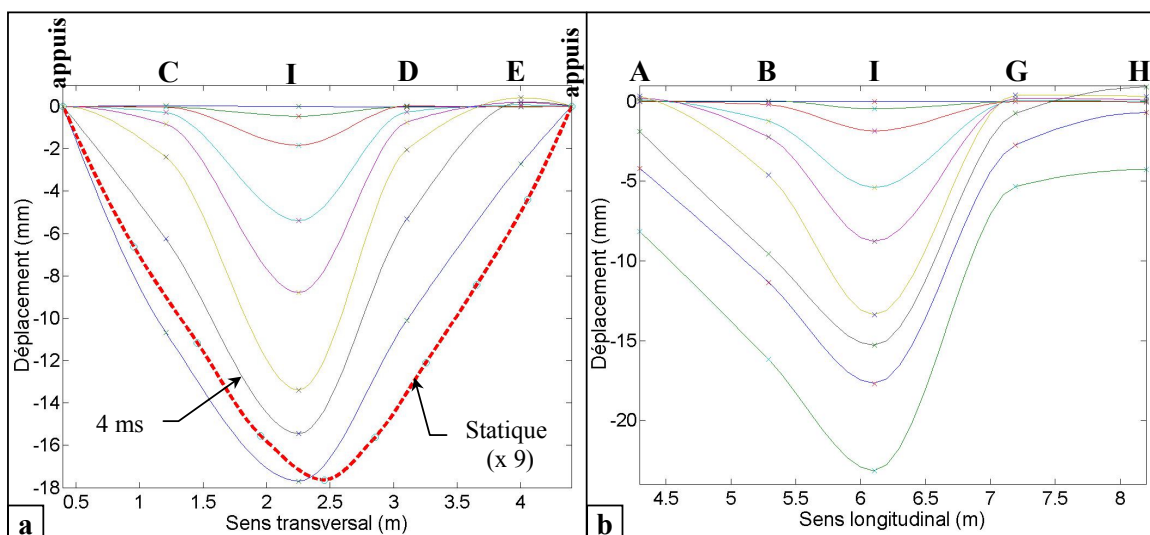 appuis C I D E appuis
0
-2
-4
-6
-8
-10
-12
-14
-16
-18
Déplacement (mm)
4 ms
Statique
(x 9)
0.5 1 1.5 2 2.5 3 3.5 4
Sens transversal (m)
a
A B I G H
0
-5
-10
-15
-20
Déplacement (mm)
4.5 5 5.5 6 6.5 7 7.5 8
Sens longitudinal (m)
b